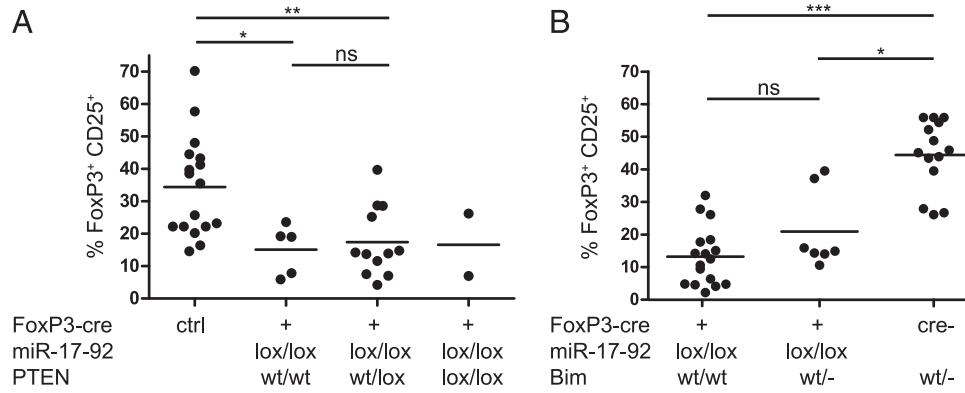 A
**
*
ns
% FoxP3+ CD25+
70
60
50
40
30
20
10
0
FoxP3-cre ctrl + + +
miR-17-92 lox/lox lox/lox lox/lox
PTEN wt/wt wt/lox lox/lox
B
***
*
ns
% FoxP3+ CD25+
70
60
50
40
30
20
10
0
FoxP3-cre + + cre-
miR-17-92 lox/lox lox/lox
Bim wt/wt wt/- wt/-